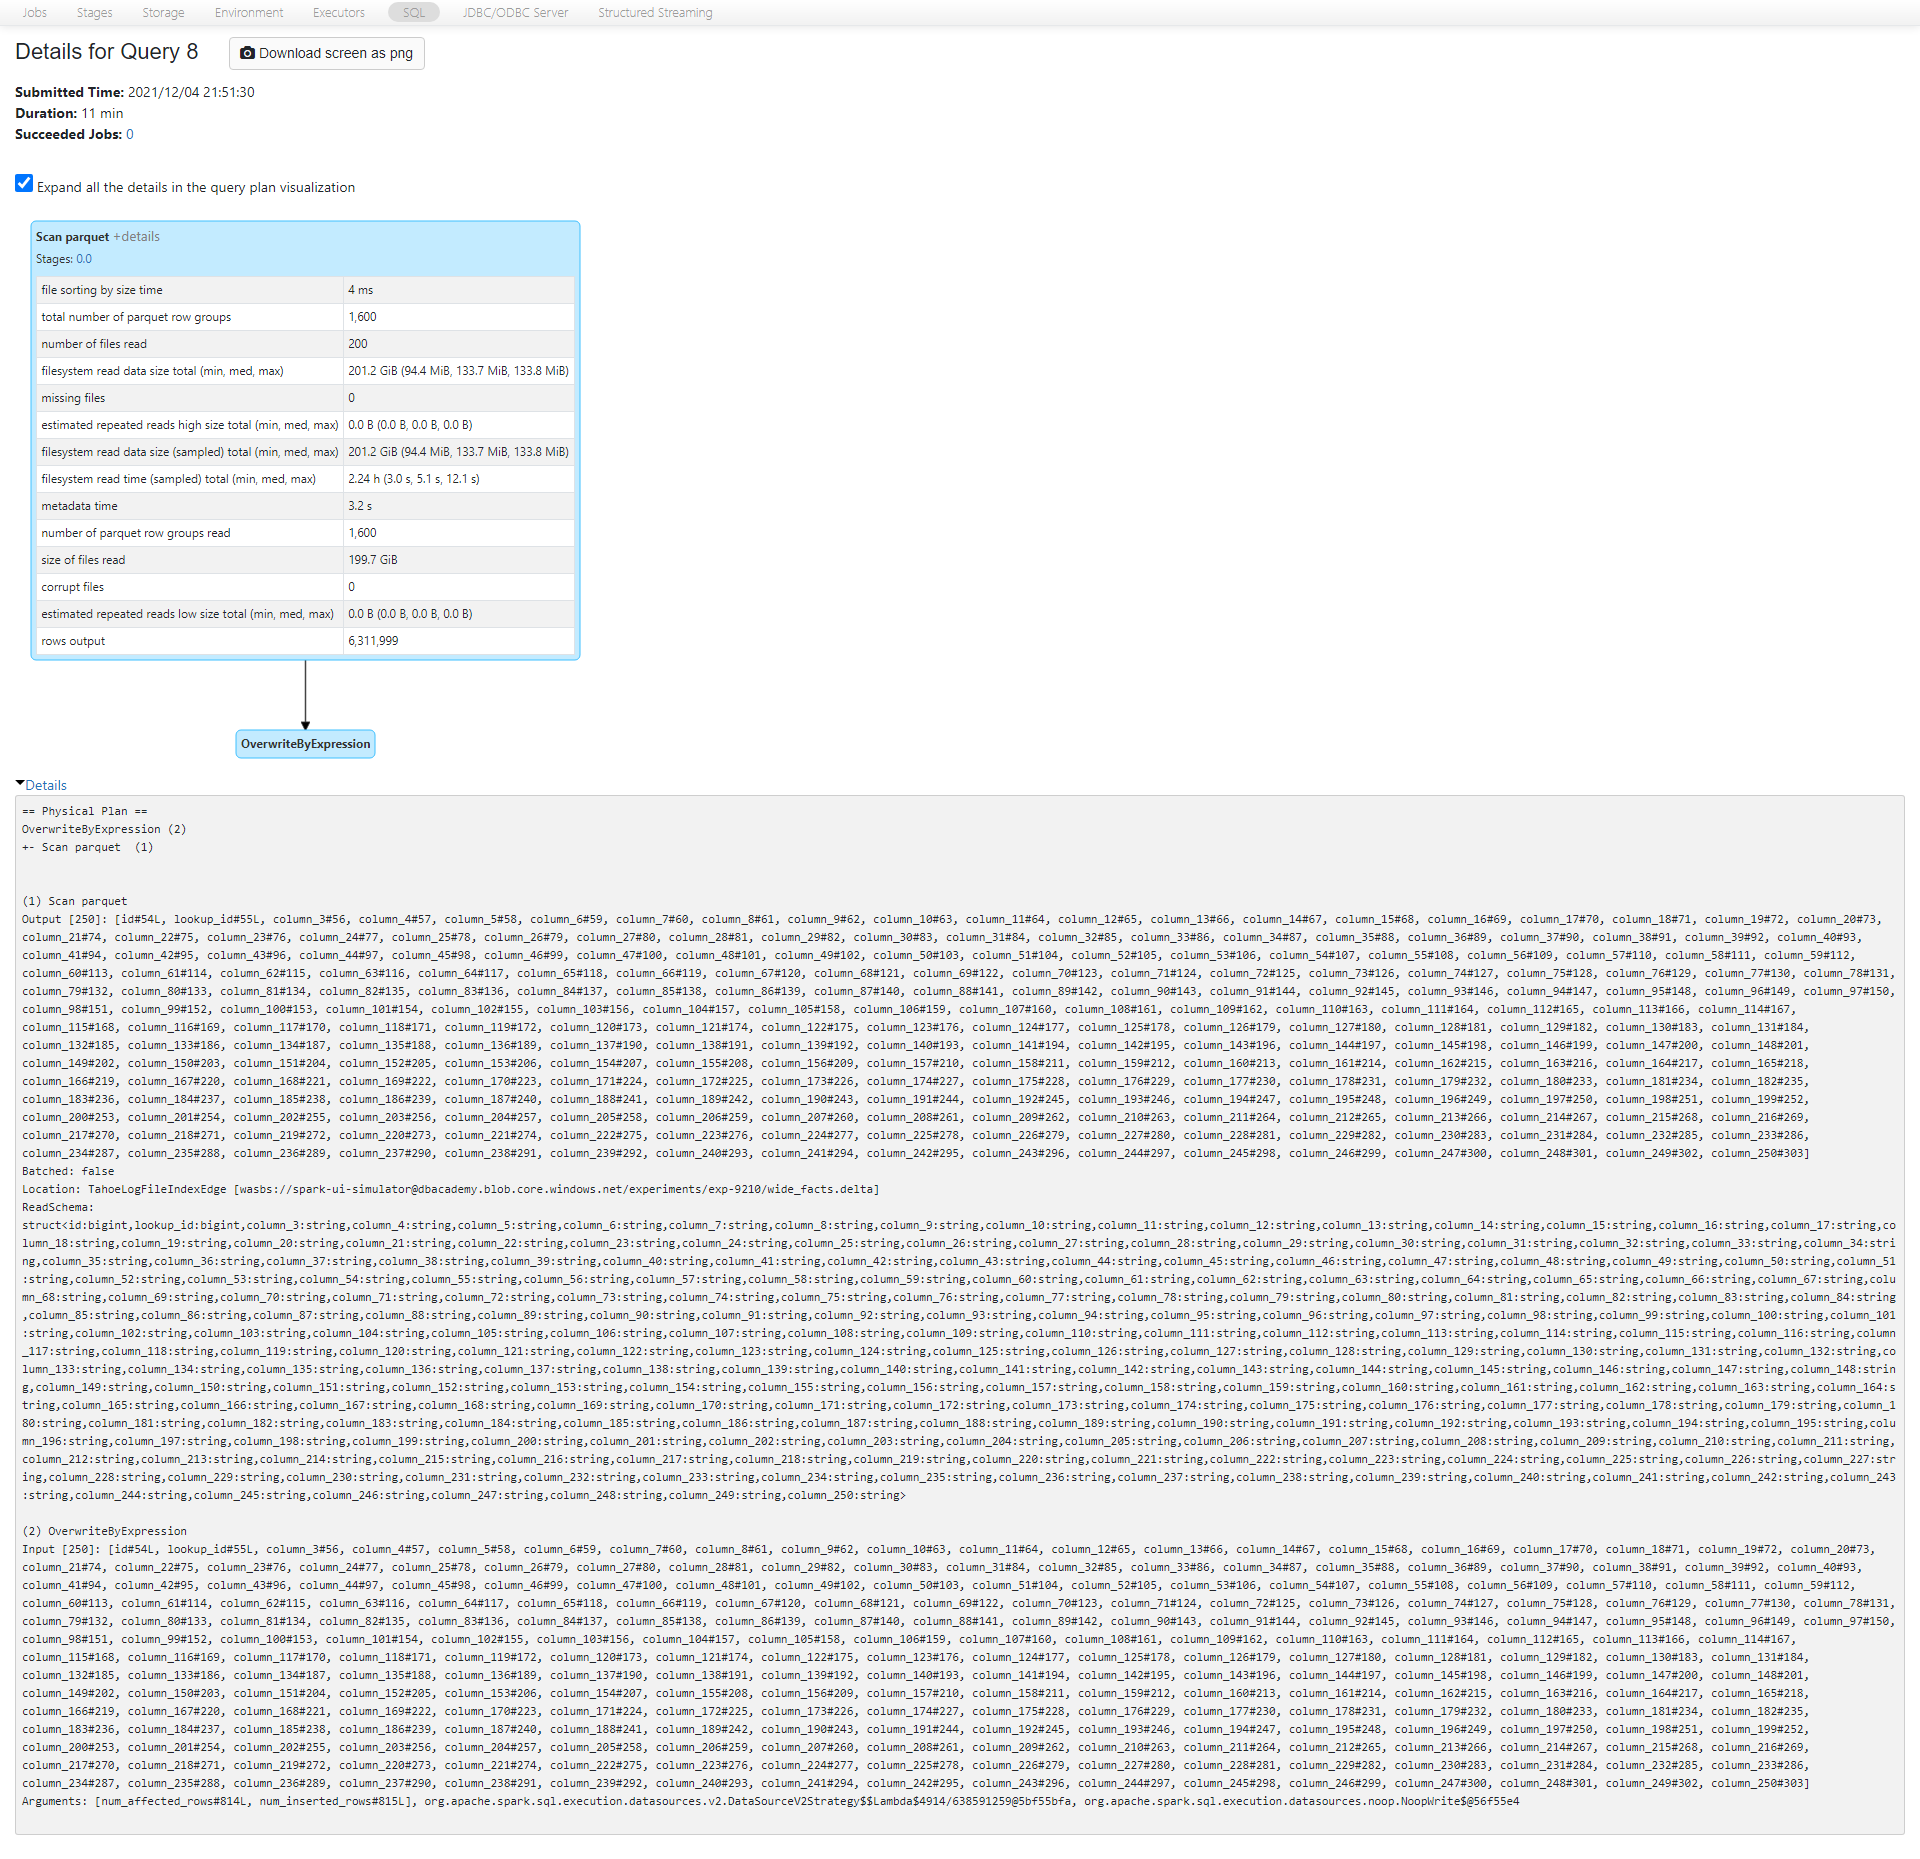 Jobs Stages Storage Environment Executors SQL JDBC/ODBC Server Structured Streaming
Details for Query 8 Download screen as png
Submitted Time: 2021/12/04 21:51:30
Duration: 11 min
Succeeded Jobs: 0
Expand all the details in the query plan visualization
Scan parquet +details
Stages: 0.0
file sorting by size time 4 ms
total number of parquet row groups 1,600
number of files read 200
filesystem read data size total (min, med, max) 201.2 GiB (94.4 MiB, 133.7 MiB, 133.8 MiB)
missing files 0
estimated repeated reads high size total (min, med, max) 0.0 B (0.0 B, 0.0 B, 0.0 B)
filesystem read data size (sampled) total (min, med, max) 201.2 GiB (94.4 MiB, 133.7 MiB, 133.8 MiB)
filesystem read time (sampled) total (min, med, max) 2.24 h (3.0 s, 5.1 s, 12.1 s)
metadata time 3.2 s
number of parquet row groups read 1,600
size of files read 199.7 GiB
corrupt files 0
estimated repeated reads low size total (min, med, max) 0.0 B (0.0 B, 0.0 B, 0.0 B)
rows output 6,311,999
OverwriteByExpression
Details
== Physical Plan ==
OverwriteByExpression (2)
+- Scan parquet  (1)
(1) Scan parquet
Output [250]: [id#54L, lookup_id#55L, column_3#56, column_4#57, column_5#58, column_6#59, column_7#60, column_8#61, column_9#62, column_10#63, column_11#64, column_12#65, column_13#66, column_14#67, column_15#68, column_16#69, column_17#70, column_18#71, column_19#72, column_20#73,
column_21#74, column_22#75, column_23#76, column_24#77, column_25#78, column_26#79, column_27#80, column_28#81, column_29#82, column_30#83, column_31#84, column_32#85, column_33#86, column_34#87, column_35#88, column_36#89, column_37#90, column_38#91, column_39#92, column_40#93,
column_41#94, column_42#95, column_43#96, column_44#97, column_45#98, column_46#99, column_47#100, column_48#101, column_49#102, column_50#103, column_51#104, column_52#105, column_53#106, column_54#107, column_55#108, column_56#109, column_57#110, column_58#111, column_59#112,
column_60#113, column_61#114, column_62#115, column_63#116, column_64#117, column_65#118, column_66#119, column_67#120, column_68#121, column_69#122, column_70#123, column_71#124, column_72#125, column_73#126, column_74#127, column_75#128, column_76#129, column_77#130, column_78#131,
column_79#132, column_80#133, column_81#134, column_82#135, column_83#136, column_84#137, column_85#138, column_86#139, column_87#140, column_88#141, column_89#142, column_90#143, column_91#144, column_92#145, column_93#146, column_94#147, column_95#148, column_96#149, column_97#150,
column_98#151, column_99#152, column_100#153, column_101#154, column_102#155, column_103#156, column_104#157, column_105#158, column_106#159, column_107#160, column_108#161, column_109#162, column_110#163, column_111#164, column_112#165, column_113#166, column_114#167,
column_115#168, column_116#169, column_117#170, column_118#171, column_119#172, column_120#173, column_121#174, column_122#175, column_123#176, column_124#177, column_125#178, column_126#179, column_127#180, column_128#181, column_129#182, column_130#183, column_131#184,
column_132#185, column_133#186, column_134#187, column_135#188, column_136#189, column_137#190, column_138#191, column_139#192, column_140#193, column_141#194, column_142#195, column_143#196, column_144#197, column_145#198, column_146#199, column_147#200, column_148#201,
column_149#202, column_150#203, column_151#204, column_152#205, column_153#206, column_154#207, column_155#208, column_156#209, column_157#210, column_158#211, column_159#212, column_160#213, column_161#214, column_162#215, column_163#216, column_164#217, column_165#218,
column_166#219, column_167#220, column_168#221, column_169#222, column_170#223, column_171#224, column_172#225, column_173#226, column_174#227, column_175#228, column_176#229, column_177#230, column_178#231, column_179#232, column_180#233, column_181#234, column_182#235,
column_183#236, column_184#237, column_185#238, column_186#239, column_187#240, column_188#241, column_189#242, column_190#243, column_191#244, column_192#245, column_193#246, column_194#247, column_195#248, column_196#249, column_197#250, column_198#251, column_199#252,
column_200#253, column_201#254, column_202#255, column_203#256, column_204#257, column_205#258, column_206#259, column_207#260, column_208#261, column_209#262, column_210#263, column_211#264, column_212#265, column_213#266, column_214#267, column_215#268, column_216#269,
column_217#270, column_218#271, column_219#272, column_220#273, column_221#274, column_222#275, column_223#276, column_224#277, column_225#278, column_226#279, column_227#280, column_228#281, column_229#282, column_230#283, column_231#284, column_232#285, column_233#286,
column_234#287, column_235#288, column_236#289, column_237#290, column_238#291, column_239#292, column_240#293, column_241#294, column_242#295, column_243#296, column_244#297, column_245#298, column_246#299, column_247#300, column_248#301, column_249#302, column_250#303]
Batched: false
Location: TahoeLogFileIndexEdge [wasbs://spark-ui-simulator@dbacademy.blob.core.windows.net/experiments/exp-9210/wide_facts.delta]
ReadSchema:
struct<id:bigint,lookup_id:bigint,column_3:string,column_4:string,column_5:string,column_6:string,column_7:string,column_8:string,column_9:string,column_10:string,column_11:string,column_12:string,column_13:string,column_14:string,column_15:string,column_16:string,column_17:string,co
lumn_18:string,column_19:string,column_20:string,column_21:string,column_22:string,column_23:string,column_24:string,column_25:string,column_26:string,column_27:string,column_28:string,column_29:string,column_30:string,column_31:string,column_32:string,column_33:string,column_34:stri
ng,column_35:string,column_36:string,column_37:string,column_38:string,column_39:string,column_40:string,column_41:string,column_42:string,column_43:string,column_44:string,column_45:string,column_46:string,column_47:string,column_48:string,column_49:string,column_50:string,column_51
:string,column_52:string,column_53:string,column_54:string,column_55:string,column_56:string,column_57:string,column_58:string,column_59:string,column_60:string,column_61:string,column_62:string,column_63:string,column_64:string,column_65:string,column_66:string,column_67:string,colu
mn_68:string,column_69:string,column_70:string,column_71:string,column_72:string,column_73:string,column_74:string,column_75:string,column_76:string,column_77:string,column_78:string,column_79:string,column_80:string,column_81:string,column_82:string,column_83:string,column_84:string
,column_85:string,column_86:string,column_87:string,column_88:string,column_89:string,column_90:string,column_91:string,column_92:string,column_93:string,column_94:string,column_95:string,column_96:string,column_97:string,column_98:string,column_99:string,column_100:string,column_101
:string,column_102:string,column_103:string,column_104:string,column_105:string,column_106:string,column_107:string,column_108:string,column_109:string,column_110:string,column_111:string,column_112:string,column_113:string,column_114:string,column_115:string,column_116:string,column
_117:string,column_118:string,column_119:string,column_120:string,column_121:string,column_122:string,column_123:string,column_124:string,column_125:string,column_126:string,column_127:string,column_128:string,column_129:string,column_130:string,column_131:string,column_132:string,co
lumn_133:string,column_134:string,column_135:string,column_136:string,column_137:string,column_138:string,column_139:string,column_140:string,column_141:string,column_142:string,column_143:string,column_144:string,column_145:string,column_146:string,column_147:string,column_148:strin
g,column_149:string,column_150:string,column_151:string,column_152:string,column_153:string,column_154:string,column_155:string,column_156:string,column_157:string,column_158:string,column_159:string,column_160:string,column_161:string,column_162:string,column_163:string,column_164:s
tring,column_165:string,column_166:string,column_167:string,column_168:string,column_169:string,column_170:string,column_171:string,column_172:string,column_173:string,column_174:string,column_175:string,column_176:string,column_177:string,column_178:string,column_179:string,column_1
80:string,column_181:string,column_182:string,column_183:string,column_184:string,column_185:string,column_186:string,column_187:string,column_188:string,column_189:string,column_190:string,column_191:string,column_192:string,column_193:string,column_194:string,column_195:string,colu
mn_196:string,column_197:string,column_198:string,column_199:string,column_200:string,column_201:string,column_202:string,column_203:string,column_204:string,column_205:string,column_206:string,column_207:string,column_208:string,column_209:string,column_210:string,column_211:string,
column_212:string,column_213:string,column_214:string,column_215:string,column_216:string,column_217:string,column_218:string,column_219:string,column_220:string,column_221:string,column_222:string,column_223:string,column_224:string,column_225:string,column_226:string,column_227:str
ing,column_228:string,column_229:string,column_230:string,column_231:string,column_232:string,column_233:string,column_234:string,column_235:string,column_236:string,column_237:string,column_238:string,column_239:string,column_240:string,column_241:string,column_242:string,column_243
:string,column_244:string,column_245:string,column_246:string,column_247:string,column_248:string,column_249:string,column_250:string>
(2) OverwriteByExpression
Input [250]: [id#54L, lookup_id#55L, column_3#56, column_4#57, column_5#58, column_6#59, column_7#60, column_8#61, column_9#62, column_10#63, column_11#64, column_12#65, column_13#66, column_14#67, column_15#68, column_16#69, column_17#70, column_18#71, column_19#72, column_20#73,
column_21#74, column_22#75, column_23#76, column_24#77, column_25#78, column_26#79, column_27#80, column_28#81, column_29#82, column_30#83, column_31#84, column_32#85, column_33#86, column_34#87, column_35#88, column_36#89, column_37#90, column_38#91, column_39#92, column_40#93,
column_41#94, column_42#95, column_43#96, column_44#97, column_45#98, column_46#99, column_47#100, column_48#101, column_49#102, column_50#103, column_51#104, column_52#105, column_53#106, column_54#107, column_55#108, column_56#109, column_57#110, column_58#111, column_59#112,
column_60#113, column_61#114, column_62#115, column_63#116, column_64#117, column_65#118, column_66#119, column_67#120, column_68#121, column_69#122, column_70#123, column_71#124, column_72#125, column_73#126, column_74#127, column_75#128, column_76#129, column_77#130, column_78#131,
column_79#132, column_80#133, column_81#134, column_82#135, column_83#136, column_84#137, column_85#138, column_86#139, column_87#140, column_88#141, column_89#142, column_90#143, column_91#144, column_92#145, column_93#146, column_94#147, column_95#148, column_96#149, column_97#150,
column_98#151, column_99#152, column_100#153, column_101#154, column_102#155, column_103#156, column_104#157, column_105#158, column_106#159, column_107#160, column_108#161, column_109#162, column_110#163, column_111#164, column_112#165, column_113#166, column_114#167,
column_115#168, column_116#169, column_117#170, column_118#171, column_119#172, column_120#173, column_121#174, column_122#175, column_123#176, column_124#177, column_125#178, column_126#179, column_127#180, column_128#181, column_129#182, column_130#183, column_131#184,
column_132#185, column_133#186, column_134#187, column_135#188, column_136#189, column_137#190, column_138#191, column_139#192, column_140#193, column_141#194, column_142#195, column_143#196, column_144#197, column_145#198, column_146#199, column_147#200, column_148#201,
column_149#202, column_150#203, column_151#204, column_152#205, column_153#206, column_154#207, column_155#208, column_156#209, column_157#210, column_158#211, column_159#212, column_160#213, column_161#214, column_162#215, column_163#216, column_164#217, column_165#218,
column_166#219, column_167#220, column_168#221, column_169#222, column_170#223, column_171#224, column_172#225, column_173#226, column_174#227, column_175#228, column_176#229, column_177#230, column_178#231, column_179#232, column_180#233, column_181#234, column_182#235,
column_183#236, column_184#237, column_185#238, column_186#239, column_187#240, column_188#241, column_189#242, column_190#243, column_191#244, column_192#245, column_193#246, column_194#247, column_195#248, column_196#249, column_197#250, column_198#251, column_199#252,
column_200#253, column_201#254, column_202#255, column_203#256, column_204#257, column_205#258, column_206#259, column_207#260, column_208#261, column_209#262, column_210#263, column_211#264, column_212#265, column_213#266, column_214#267, column_215#268, column_216#269,
column_217#270, column_218#271, column_219#272, column_220#273, column_221#274, column_222#275, column_223#276, column_224#277, column_225#278, column_226#279, column_227#280, column_228#281, column_229#282, column_230#283, column_231#284, column_232#285, column_233#286,
column_234#287, column_235#288, column_236#289, column_237#290, column_238#291, column_239#292, column_240#293, column_241#294, column_242#295, column_243#296, column_244#297, column_245#298, column_246#299, column_247#300, column_248#301, column_249#302, column_250#303]
Arguments: [num_affected_rows#814L, num_inserted_rows#815L], org.apache.spark.sql.execution.datasources.v2.DataSourceV2Strategy$$Lambda$4914/638591259@5bf55bfa, org.apache.spark.sql.execution.datasources.noop.NoopWrite$@56f55e4